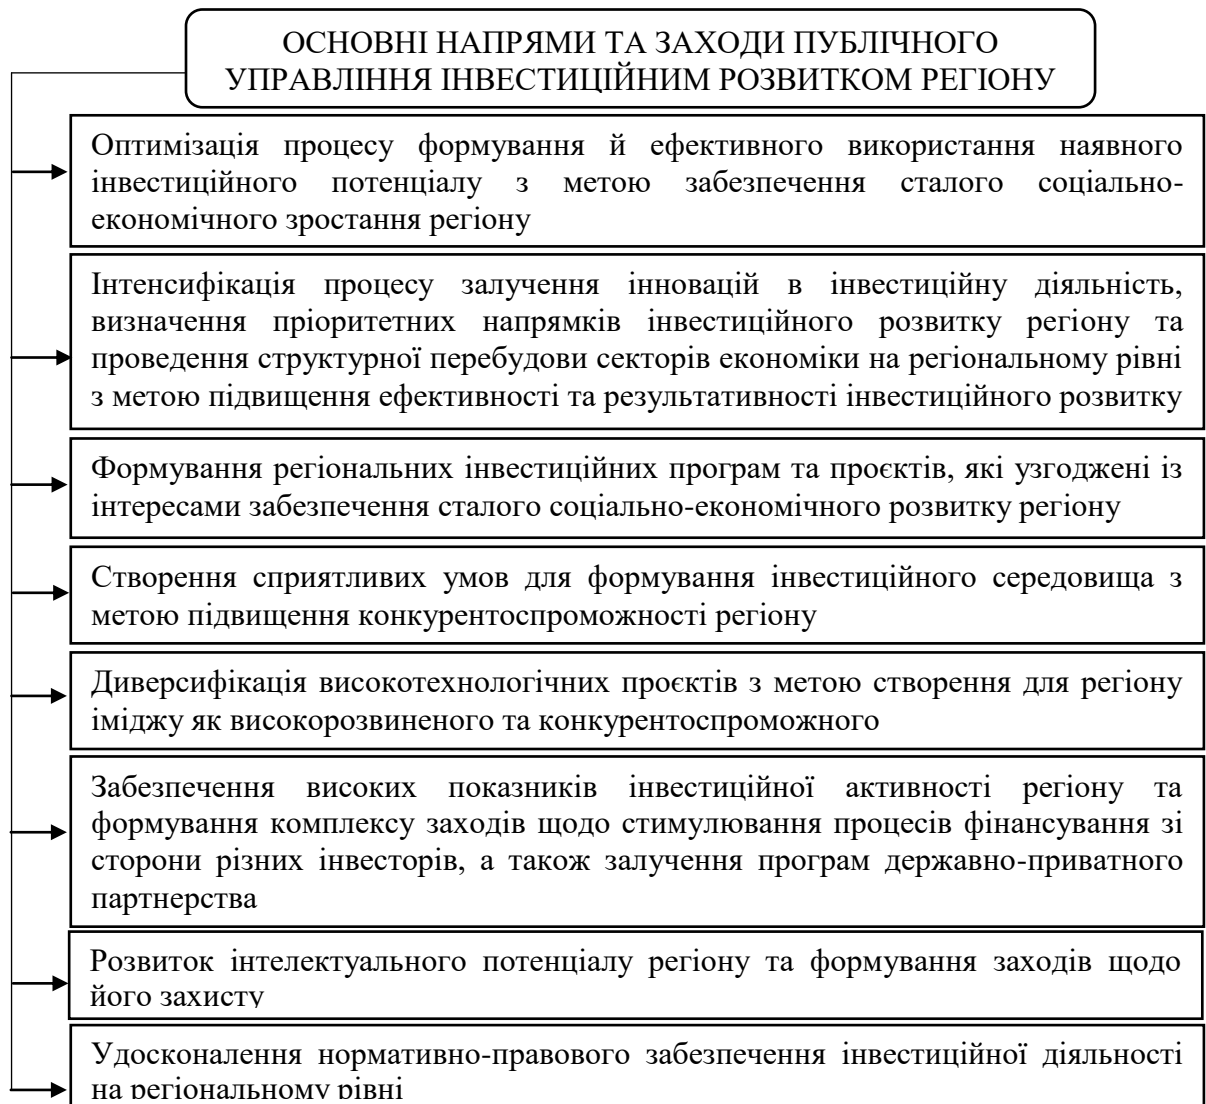 ОСНОВНІ НАПРЯМИ ТА ЗАХОДИ ПУБЛІЧНОГО
УПРАВЛІННЯ ІНВЕСТИЦІЙНИМ РОЗВИТКОМ РЕГІОНУ
Оптимізація процесу формування й ефективного використання наявного
інвестиційного потенціалу з метою забезпечення сталого соціально-
економічного зростання регіону
Інтенсифікація процесу залучення інновацій в інвестиційну діяльність,
визначення пріоритетних напрямків інвестиційного розвитку регіону та
проведення структурної перебудови секторів економіки на регіональному рівні
з метою підвищення ефективності та результативності інвестиційного розвитку
Формування регіональних інвестиційних програм та проєктів, які узгоджені із
інтересами забезпечення сталого соціально-економічного розвитку регіону
Створення сприятливих умов для формування інвестиційного середовища з
метою підвищення конкурентоспроможності регіону
Диверсифікація високотехнологічних проєктів з метою створення для регіону
іміджу як високорозвиненого та конкурентоспроможного
Забезпечення високих показників інвестиційної активності регіону та
формування комплексу заходів щодо стимулювання процесів фінансування зі
сторони різних інвесторів, а також залучення програм державно-приватного
партнерства
Розвиток інтелектуального потенціалу регіону та формування заходів щодо
його захисту
Удосконалення нормативно-правового забезпечення інвестиційної діяльності
на регіональному рівні